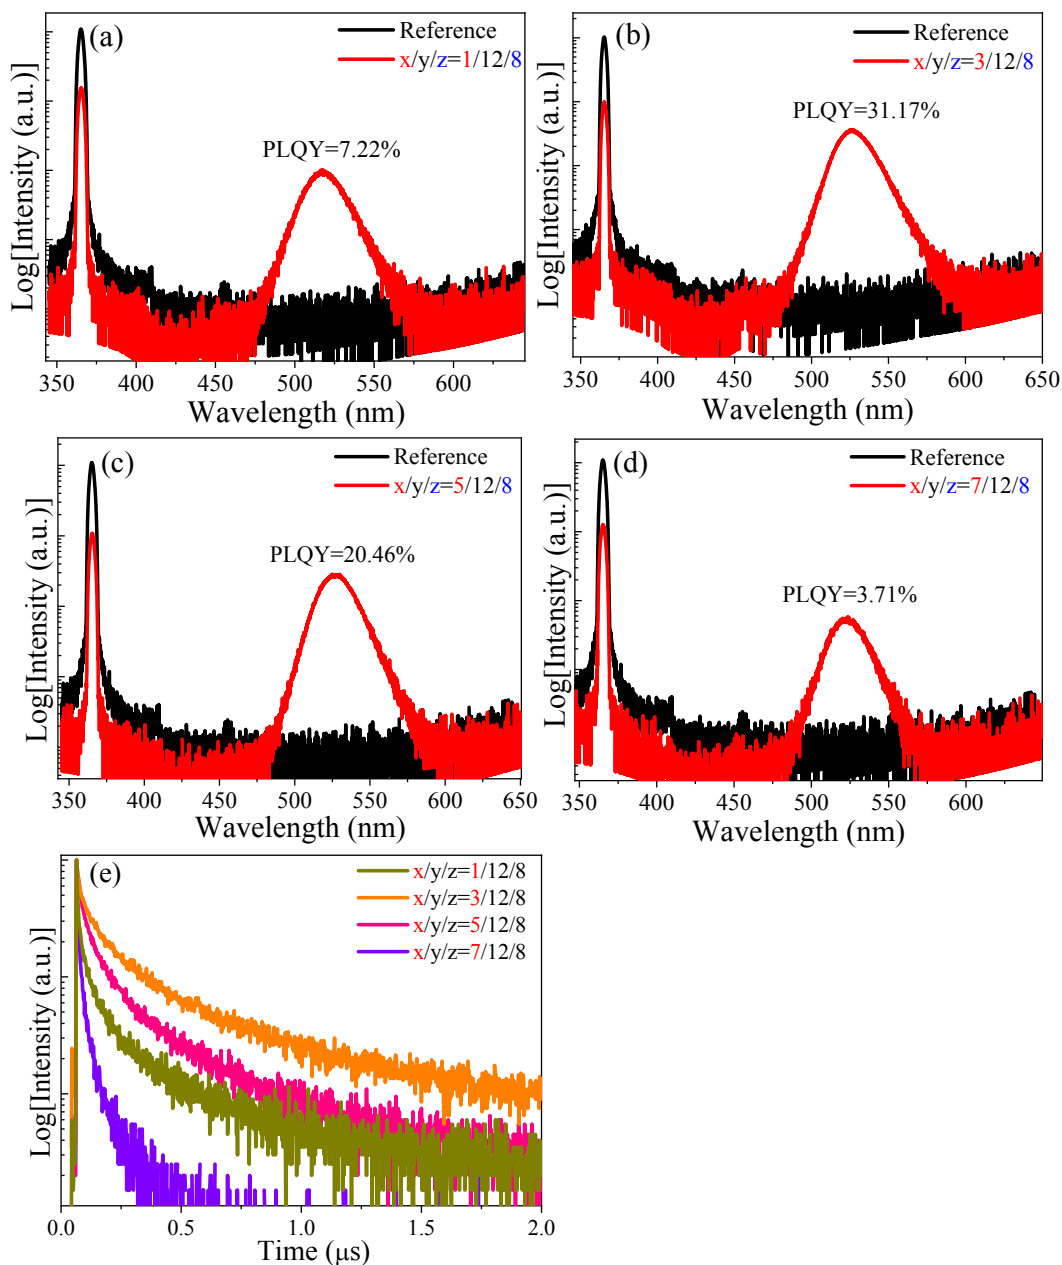 (a)
Reference
x/y/z=1/12/8
PLQY=7.22%
Log[Intensity (a.u.)]
350 400 450 500 550 600
Wavelength (nm)
(b)
Reference
x/y/z=3/12/8
PLQY=31.17%
Log[Intensity (a.u.)]
350 400 450 500 550 600 650
Wavelength (nm)
(c)
Reference
x/y/z=5/12/8
PLQY=20.46%
Log[Intensity (a.u.)]
350 400 450 500 550 600 650
Wavelength (nm)
(d)
Reference
x/y/z=7/12/8
PLQY=3.71%
Log[Intensity (a.u.)]
350 400 450 500 550 600
Wavelength (nm)
(e)
x/y/z=1/12/8
x/y/z=3/12/8
x/y/z=5/12/8
x/y/z=7/12/8
Log[Intensity (a.u.)]
0.0 0.5 1.0 1.5 2.0
Time (μs)